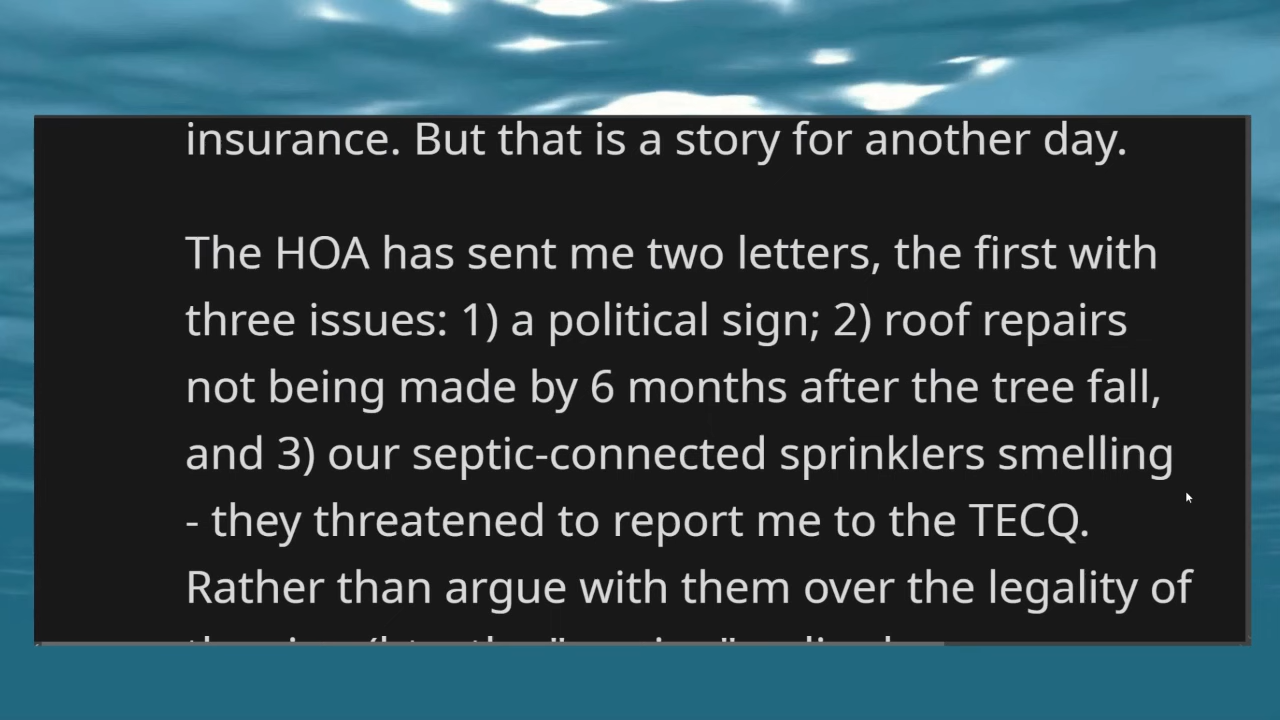 insurance. But that is a story for another day.
The HOA has sent me two letters, the first with
three issues: 1) a political sign; 2) roof repairs
not being made by 6 months after the tree fall,
and 3) our septic-connected sprinklers smelling
- they threatened to report me to the TECQ.
Rather than argue with them over the legality of